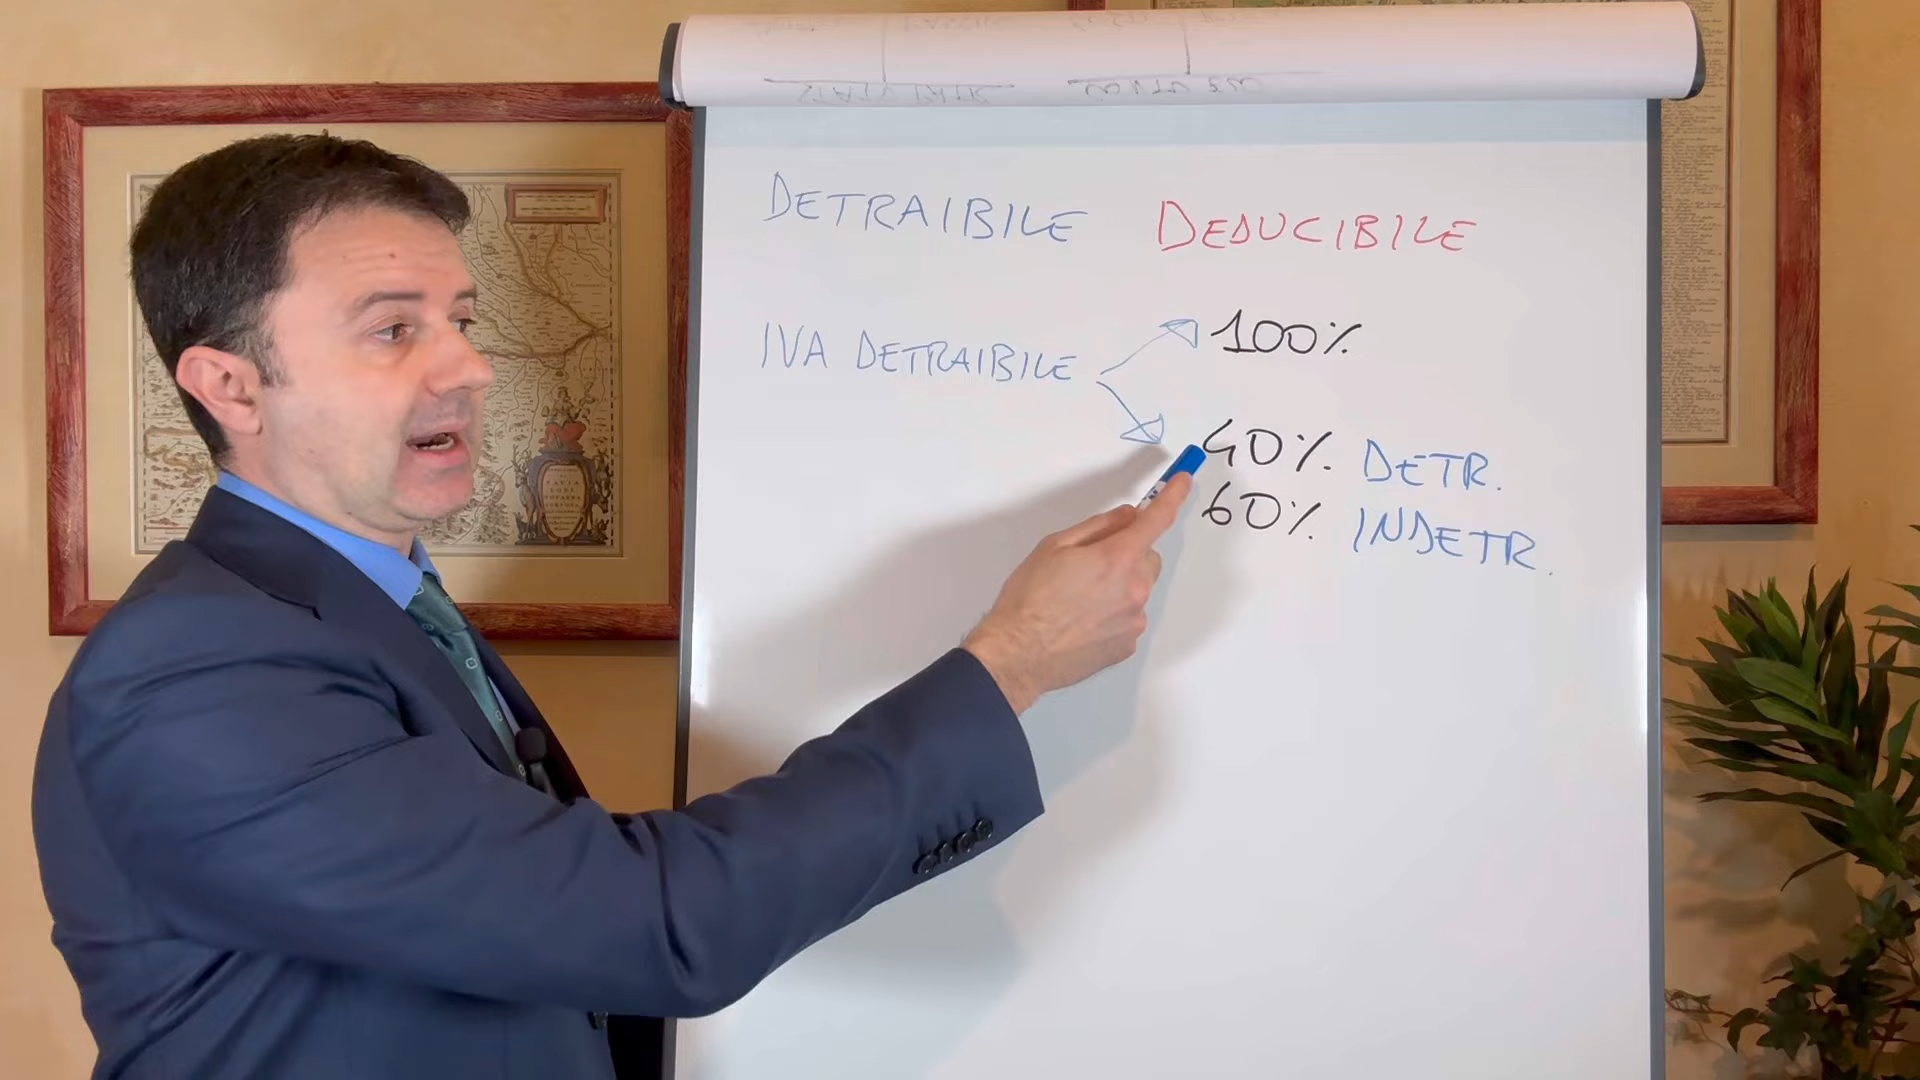 DETRAIBILE DEDUCIBILE
IVA DETRAIBILE 100%
40% DETR.
60% INDETR.